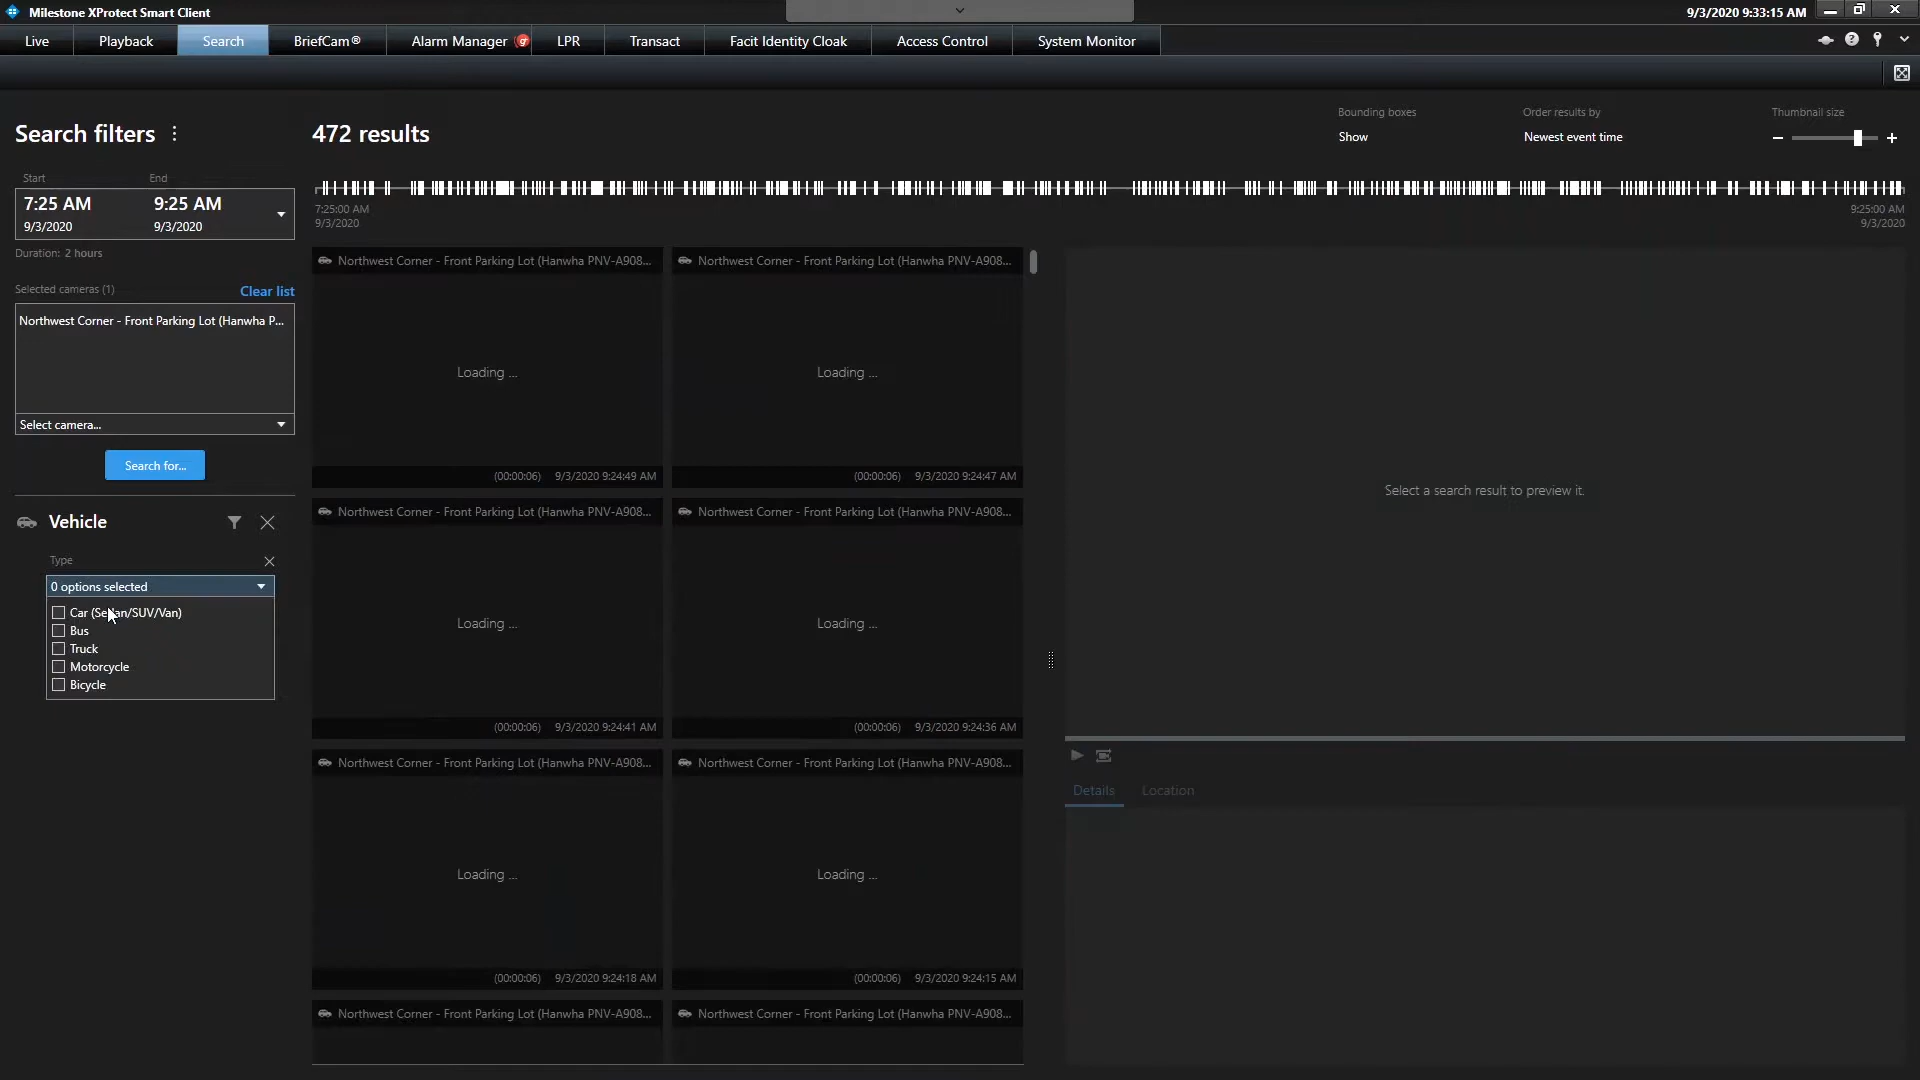 Milestone XProtect Smart Client
9/3/2020 9:33:15 AM
Live
Playback
Search
BriefCam®
Alarm Manager
LPR
Transact
Facit Identity Cloak
Access Control
System Monitor
Search filters
472 results
Bounding boxes
Show
Order results by
Newest event time
Thumbnail size
Start
End
7:25 AM
9:25 AM
9/3/2020
9/3/2020
Duration: 2 hours
7:25:00 AM
9/3/2020
9:25:00 AM
9/3/2020
Selected cameras (1)
Clear list
Northwest Corner - Front Parking Lot (Hanwha P...
Select camera...
Search for...
Vehicle
Type
0 options selected
Car (Sedan/SUV/Van)
Bus
Truck
Motorcycle
Bicycle
Northwest Corner - Front Parking Lot (Hanwha PNV-A908...
Loading ...
(00:00:06) 9/3/2020 9:24:49 AM
Northwest Corner - Front Parking Lot (Hanwha PNV-A908...
Loading ...
(00:00:06) 9/3/2020 9:24:47 AM
Northwest Corner - Front Parking Lot (Hanwha PNV-A908...
Loading ...
(00:00:06) 9/3/2020 9:24:41 AM
Northwest Corner - Front Parking Lot (Hanwha PNV-A908...
Loading ...
(00:00:06) 9/3/2020 9:24:36 AM
Northwest Corner - Front Parking Lot (Hanwha PNV-A908...
Loading ...
(00:00:06) 9/3/2020 9:24:18 AM
Northwest Corner - Front Parking Lot (Hanwha PNV-A908...
Loading ...
(00:00:06) 9/3/2020 9:24:15 AM
Northwest Corner - Front Parking Lot (Hanwha PNV-A908...
Northwest Corner - Front Parking Lot (Hanwha PNV-A908...
Select a search result to preview it.
Details
Location